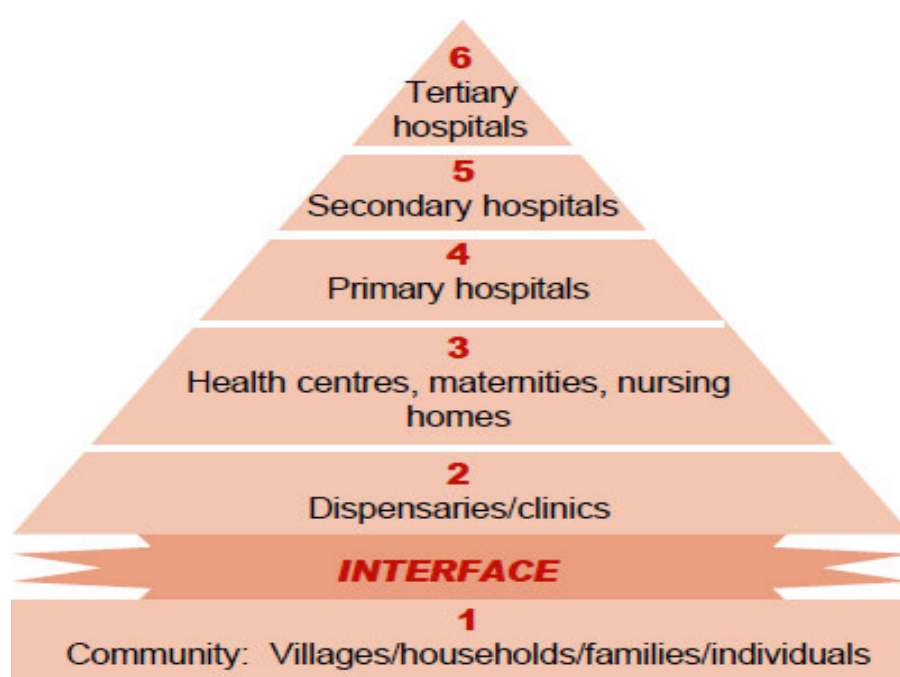 6
Tertiary
hospitals
5
Secondary hospitals
4
Primary hospitals
3
Health centres, maternities, nursing
homes
2
Dispensaries/clinics
INTERFACE
1
Community: Villages/households/families/individuals